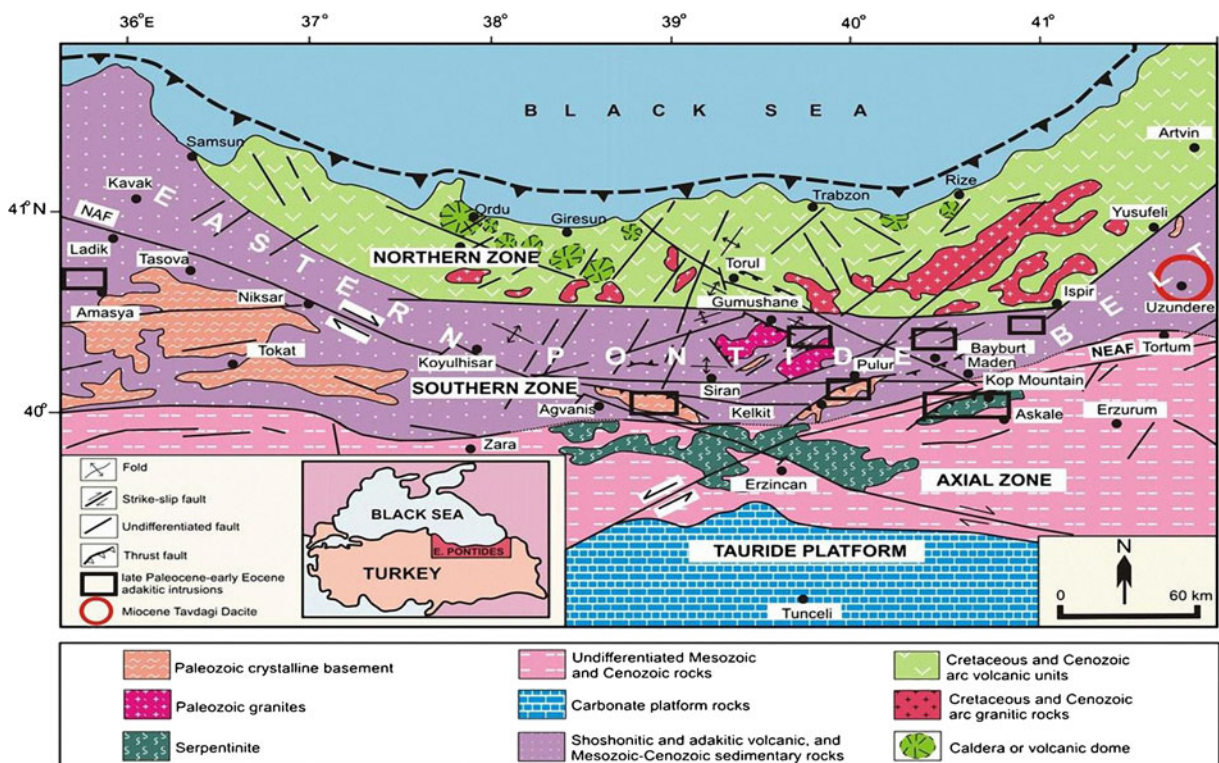 36°E 37° 38° 39° 40° 41°
BLACK SEA
Artvin
Samsun
Kavak
Rize
Trabzon
41°N
NAF
Ordu
Giresun
Yusufeli
Ladik
Tasova
NORTHERN ZONE
Torul
Niksar
Gumushane
Ispir
Uzundere
Amasya
EASTERN PONTIDE BELT
Tokat
Koyulhisar
Pulur
Bayburt
Maden
NEAF
Tortum
SOUTHERN ZONE
Siran
Kop Mountain
40°
Agvanis
Kelkit
Askale
Erzurum
Zara
Erzincan
AXIAL ZONE
TAURIDE PLATFORM
Tunceli
Fold
Strike-slip fault
Undifferentiated fault
Thrust fault
late Paleocene-early Eocene
adakitic intrusions
Miocene Tavdagi Dacite
BLACK SEA
E. PONTIDES
TURKEY
N
0 60 km
Paleozoic crystalline basement
Paleozoic granites
Serpentinite
Undifferentiated Mesozoic
and Cenozoic rocks
Carbonate platform rocks
Shoshonitic and adakitic volcanic, and
Mesozoic-Cenozoic sedimentary rocks
Cretaceous and Cenozoic
arc volcanic units
Cretaceous and Cenozoic
arc granitic rocks
Caldera or volcanic dome